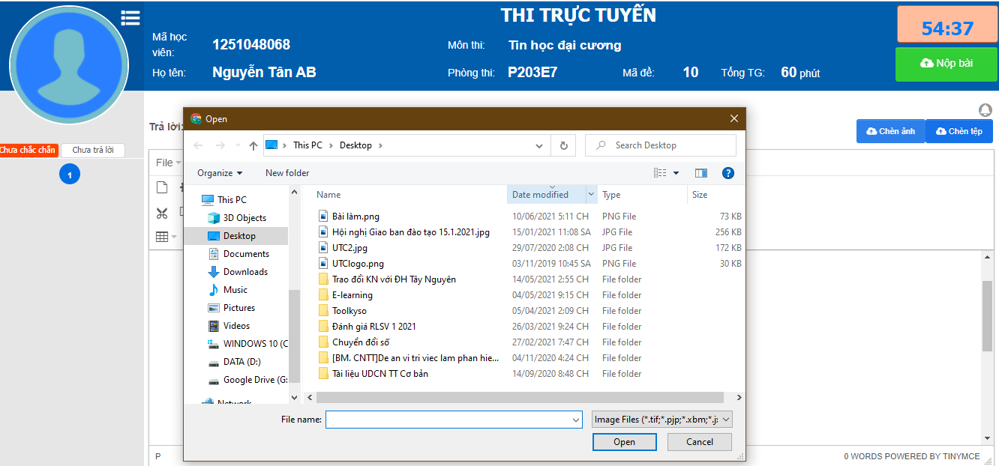 THI TRỰC TUYẾN
54:37
Mã học viên: 1251048068 Môn thi: Tin học đại cương
Nộp bài
Họ tên: Nguyễn Tân AB Phòng thi: P203E7 Mã đề: 10 Tổng TG: 60 phút
Trả lời:
Chèn ảnh Chèn tệp
Chưa chắc chắn Chưa trả lời
1
File
Open
This PC Desktop
Search Desktop
Organize New folder
This PC
3D Objects
Desktop
Documents
Downloads
Music
Pictures
Videos
WINDOWS 10 (C
DATA (D:)
Google Drive (G:
Network
Name Date modified Type Size
Bài làm.png 10/06/2021 5:11 CH PNG File 73 KB
Hội nghị Giao ban đào tạo 15.1.2021.jpg 15/01/2021 11:08 SA JPG File 256 KB
UTC2.jpg 29/07/2020 2:08 CH JPG File 172 KB
UTClogo.png 03/11/2019 10:45 SA PNG File 30 KB
Trao đổi KN với ĐH Tây Nguyên 14/05/2021 2:55 CH File folder
E-learning 04/05/2021 9:15 CH File folder
Toolkyso 05/04/2021 2:09 CH File folder
Đánh giá RLSV 1 2021 26/03/2021 9:24 CH File folder
Chuyển đổi số 27/02/2021 7:47 CH File folder
[BM. CNTT]De an vi tri viec lam phan hie... 04/11/2020 4:24 CH File folder
Tài liệu UDCN TT Cơ bản 14/09/2020 8:48 CH File folder
File name:
Image Files (*.tif;*.pjp;*.xbm;*.jx
Open Cancel
P
0 WORDS POWERED BY TINYMCE